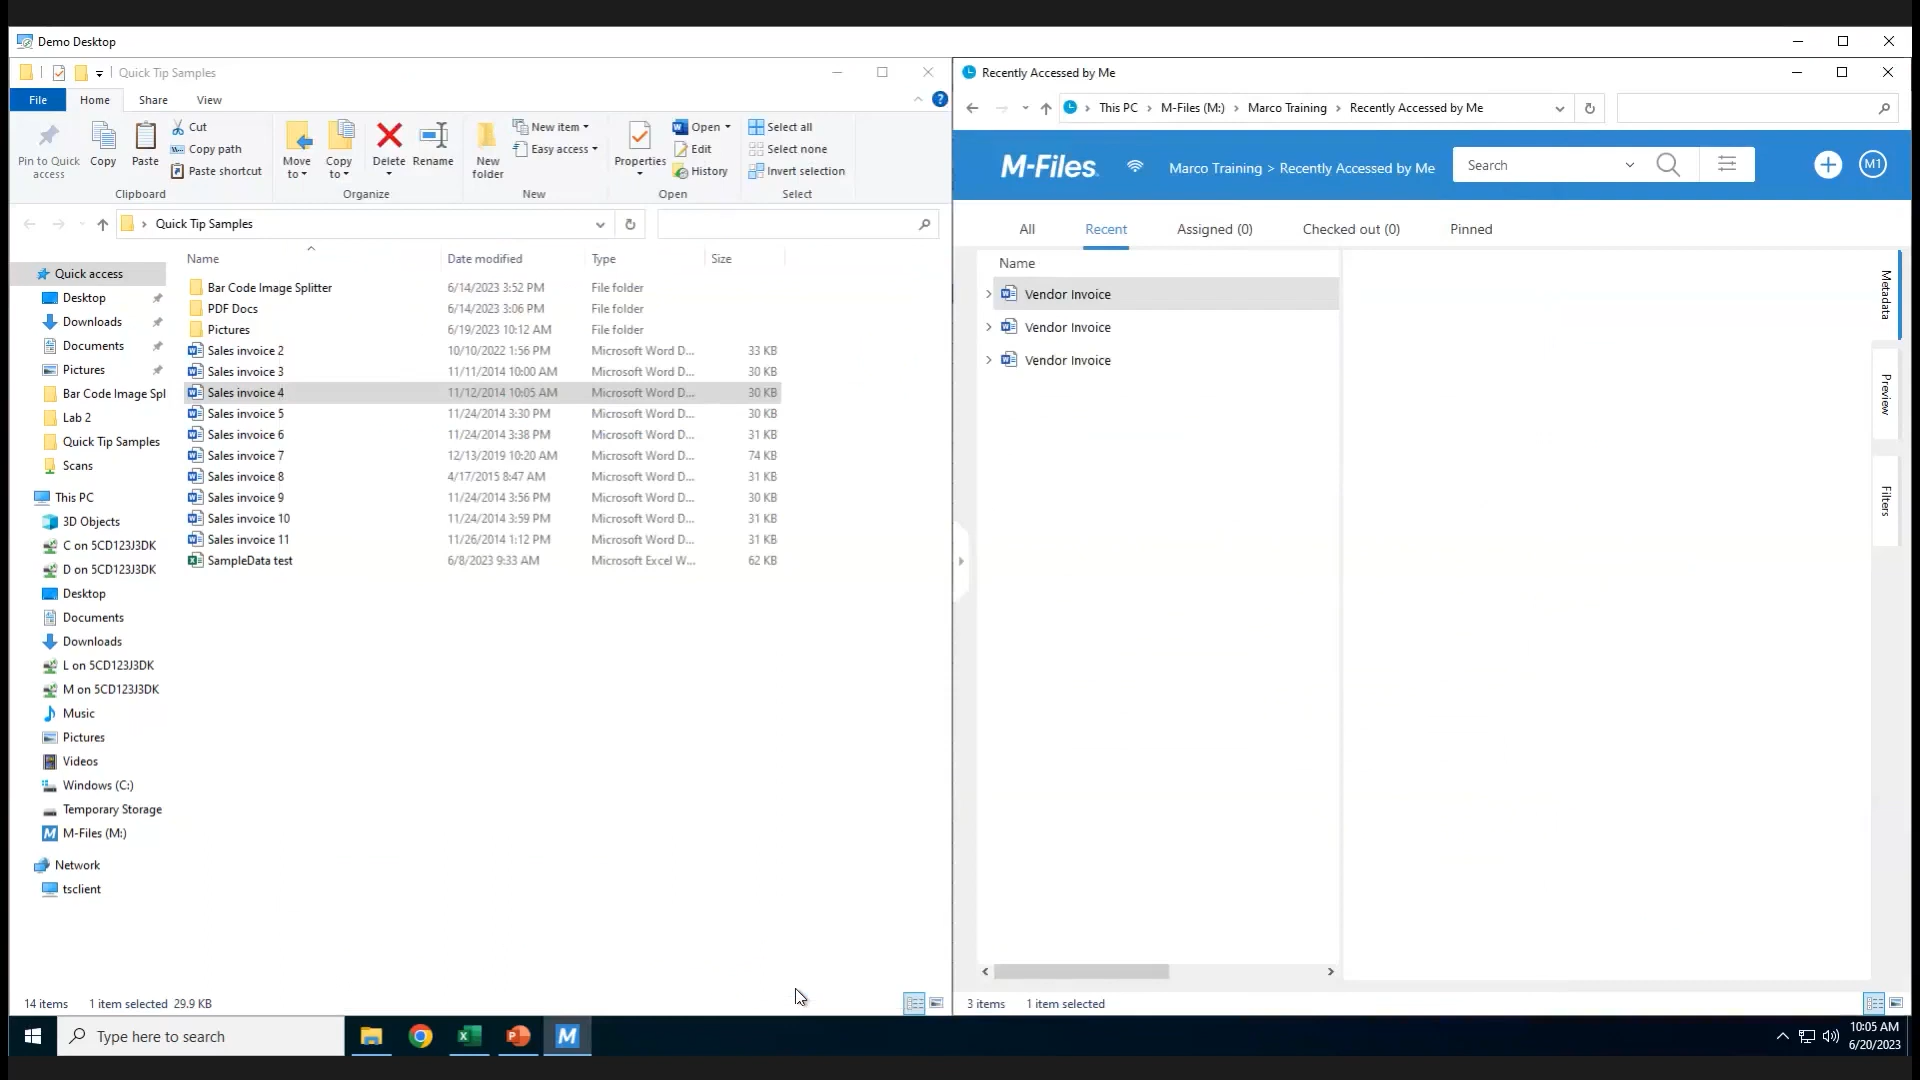 Demo Desktop
Quick Tip Samples
File Home Share View
Pin to Quick access
Copy
Paste
Cut
Copy path
Paste shortcut
Clipboard
Move to
Copy to
Delete
Rename
Organize
New folder
New item
Easy access
New
Properties
Open
Edit
History
Open
Select all
Select none
Invert selection
Select
Quick Tip Samples
Name Date modified Type Size
Quick access
Desktop
Downloads
Documents
Pictures
Bar Code Image Spl
Lab 2
Quick Tip Samples
Scans
This PC
3D Objects
C on 5CD123J3DK
D on 5CD123J3DK
Desktop
Documents
Downloads
L on 5CD123J3DK
M on 5CD123J3DK
Music
Pictures
Videos
Windows (C:)
Temporary Storage
M-Files (M:)
Network
tsclient
Bar Code Image Splitter 6/14/2023 3:52 PM File folder
PDF Docs 6/14/2023 3:06 PM File folder
Pictures 6/19/2023 10:12 AM File folder
Sales invoice 2 10/10/2022 1:56 PM Microsoft Word D... 33 KB
Sales invoice 3 11/11/2014 10:00 AM Microsoft Word D... 30 KB
Sales invoice 4 11/12/2014 10:05 AM Microsoft Word D... 30 KB
Sales invoice 5 11/24/2014 3:30 PM Microsoft Word D... 30 KB
Sales invoice 6 11/24/2014 3:38 PM Microsoft Word D... 31 KB
Sales invoice 7 12/13/2019 10:20 AM Microsoft Word D... 74 KB
Sales invoice 8 4/17/2015 8:47 AM Microsoft Word D... 31 KB
Sales invoice 9 11/24/2014 3:56 PM Microsoft Word D... 30 KB
Sales invoice 10 11/24/2014 3:59 PM Microsoft Word D... 31 KB
Sales invoice 11 11/26/2014 1:12 PM Microsoft Word D... 31 KB
SampleData test 6/8/2023 9:33 AM Microsoft Excel W... 62 KB
14 items 1 item selected 29.9 KB
Recently Accessed by Me
This PC > M-Files (M:) > Marco Training > Recently Accessed by Me
M-Files
Marco Training > Recently Accessed by Me
Search
M1
All Recent Assigned (0) Checked out (0) Pinned
Name
Vendor Invoice
Vendor Invoice
Vendor Invoice
Metadata
Preview
Filters
3 items 1 item selected
Type here to search
10:05 AM
6/20/2023